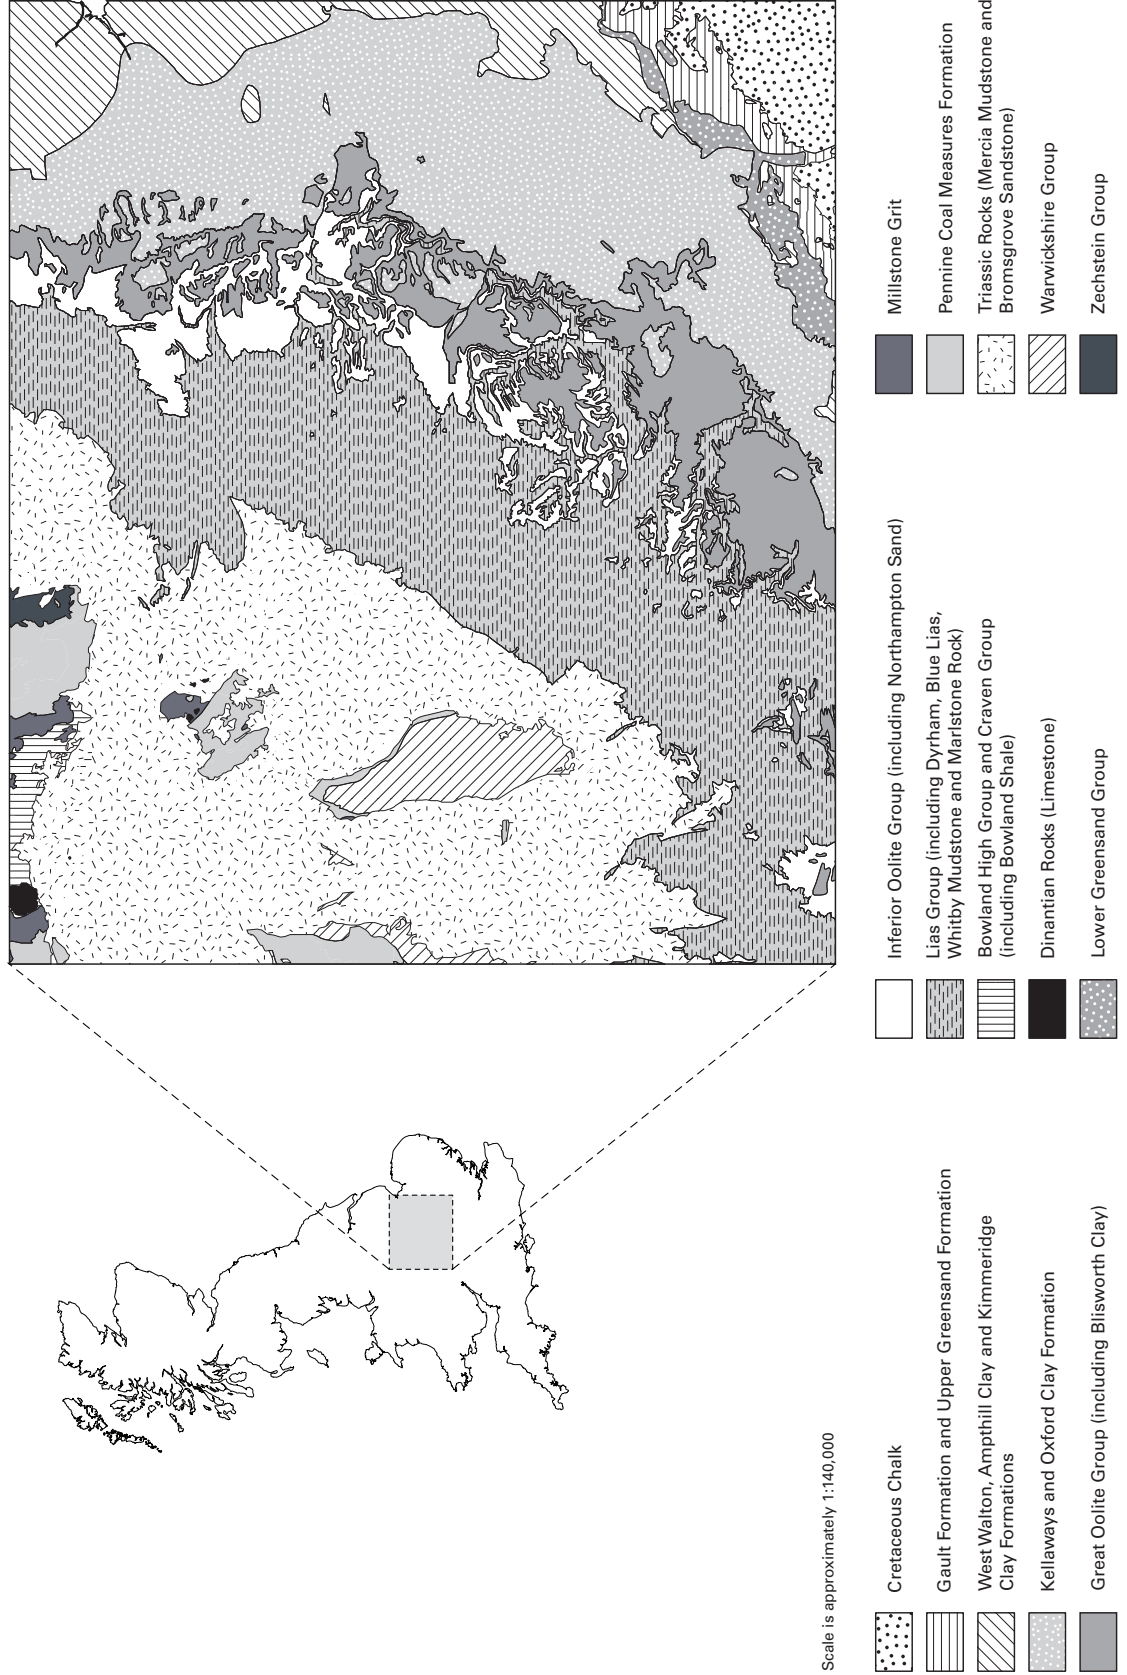 Scale is approximately 1:140,000
Cretaceous Chalk
Gault Formation and Upper Greensand Formation
West Walton, Ampthill Clay and Kimmeridge
Clay Formations
Kellaways and Oxford Clay Formation
Great Oolite Group (including Blisworth Clay)
Inferior Oolite Group (including Northampton Sand)
Lias Group (including Dyrham, Blue Lias,
Whitby Mudstone and Marlstone Rock)
Bowland High Group and Craven Group
(including Bowland Shale)
Dinantian Rocks (Limestone)
Lower Greensand Group
Millstone Grit
Pennine Coal Measures Formation
Triassic Rocks (Mercia Mudstone and
Bromsgrove Sandstone)
Warwickshire Group
Zechstein Group